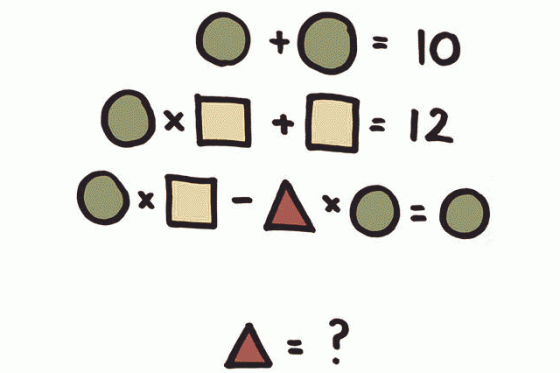 + = 10
× + = 12
× - × =
= ?